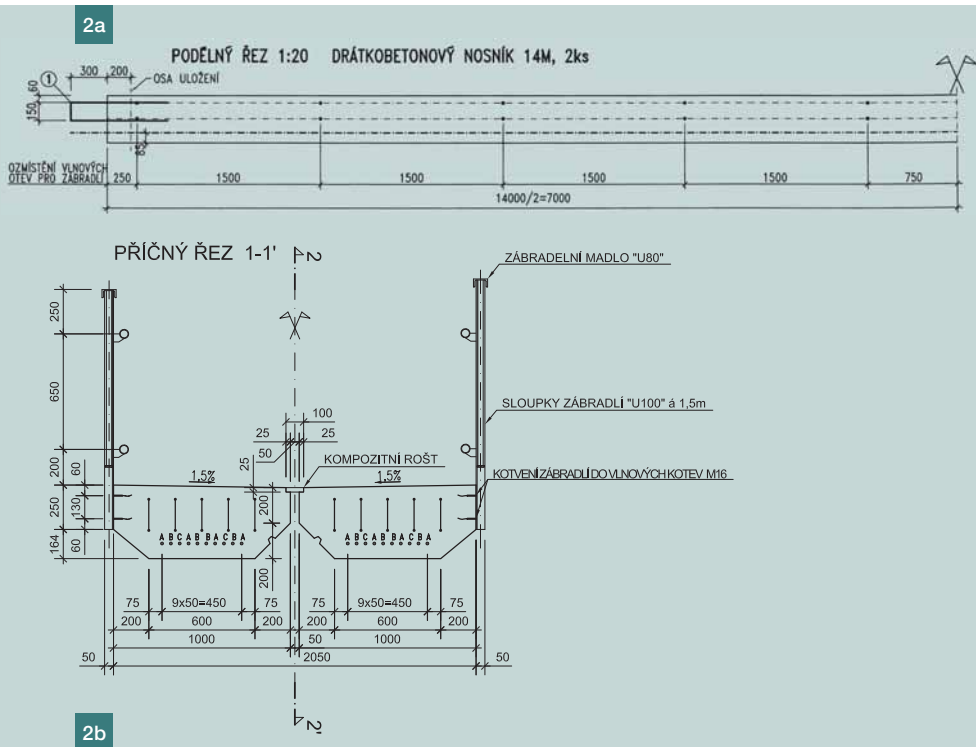 2a
PODÉLNÝ ŘEZ 1:20 DRÁTKOBETONOVÝ NOSNÍK 14M, 2ks
1
300 200
OSA ULOŽENÍ
60
150
85
OZMÍSTĚNÍ VLNOVÝCH
OTEV PRO ZÁBRADLÍ
250 1500 1500 1500 1500 750
14000/2=7000
PŘÍČNÝ ŘEZ 1-1'
2
ZÁBRADELNÍ MADLO "U80"
250
650
200
250
164
60
130
60
SLOUPKY ZÁBRADLÍ "U100" á 1,5m
100
25 25
50
25
KOMPOZITNÍ ROŠT
1,5% 1,5%
KOTVENÍ ZÁBRADLÍ DO VLNOVÝCH KOTEV M16
200
A B C A B B A C B A A B C A B B A C B A
200
75 9x50=450 75 75 9x50=450 75
200 600 200 200 600 200
1000 50 1000
50 2050 50
2'
2b